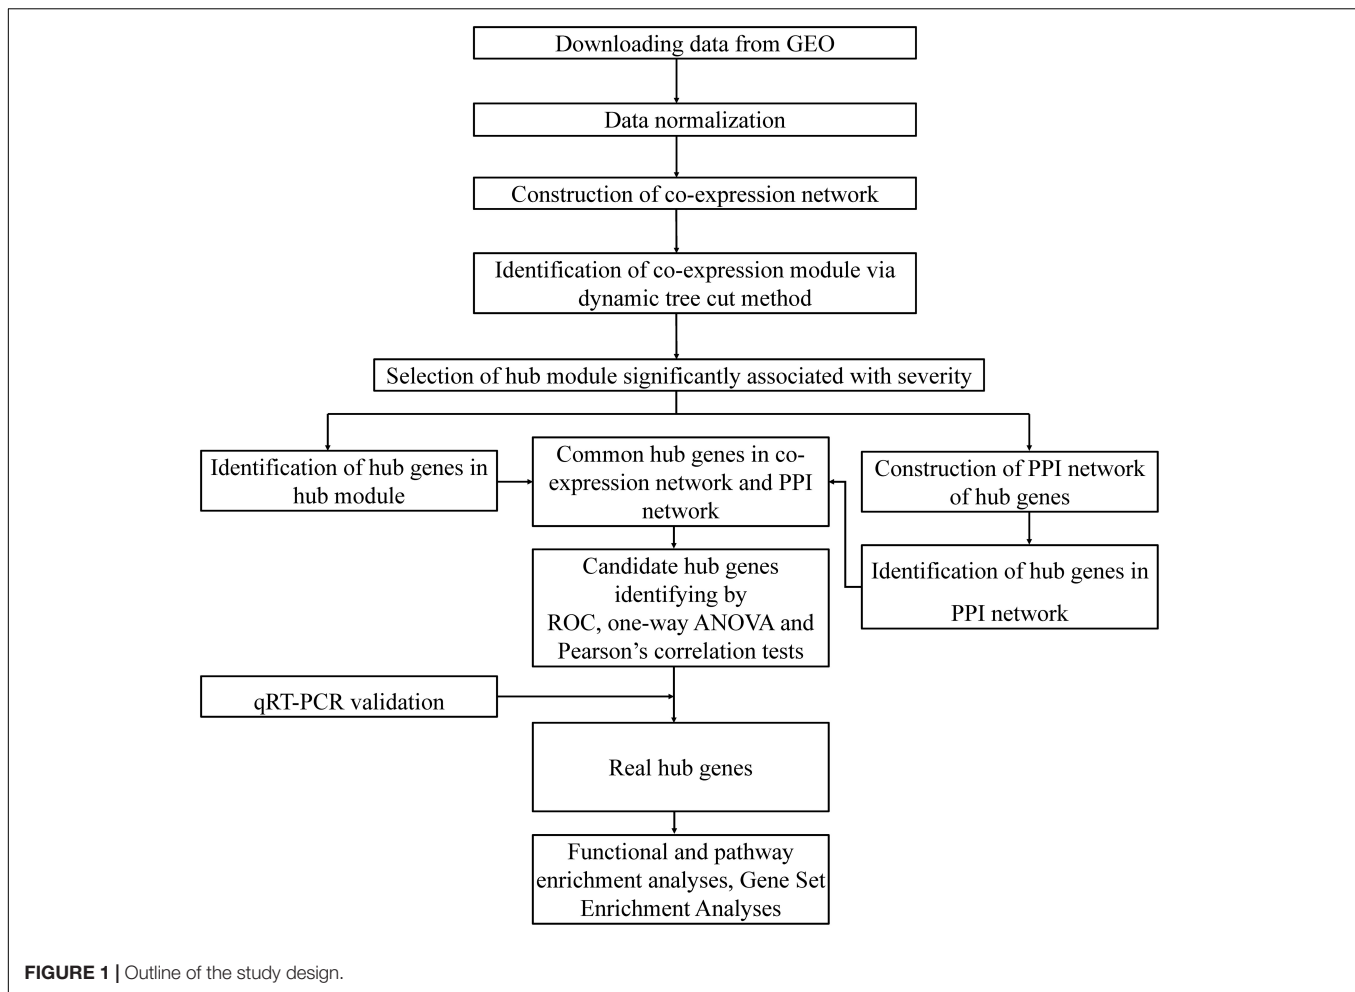 Downloading data from GEO
Data normalization
Construction of co-expression network
Identification of co-expression module via
dynamic tree cut method
Selection of hub module significantly associated with severity
Identification of hub genes in
hub module
Common hub genes in co-
expression network and PPI
network
Construction of PPI network
of hub genes
Identification of hub genes in
PPI network
Candidate hub genes
identifying by
ROC, one-way ANOVA and
Pearson’s correlation tests
qRT-PCR validation
Real hub genes
Functional and pathway
enrichment analyses, Gene Set
Enrichment Analyses
FIGURE 1 | Outline of the study design.